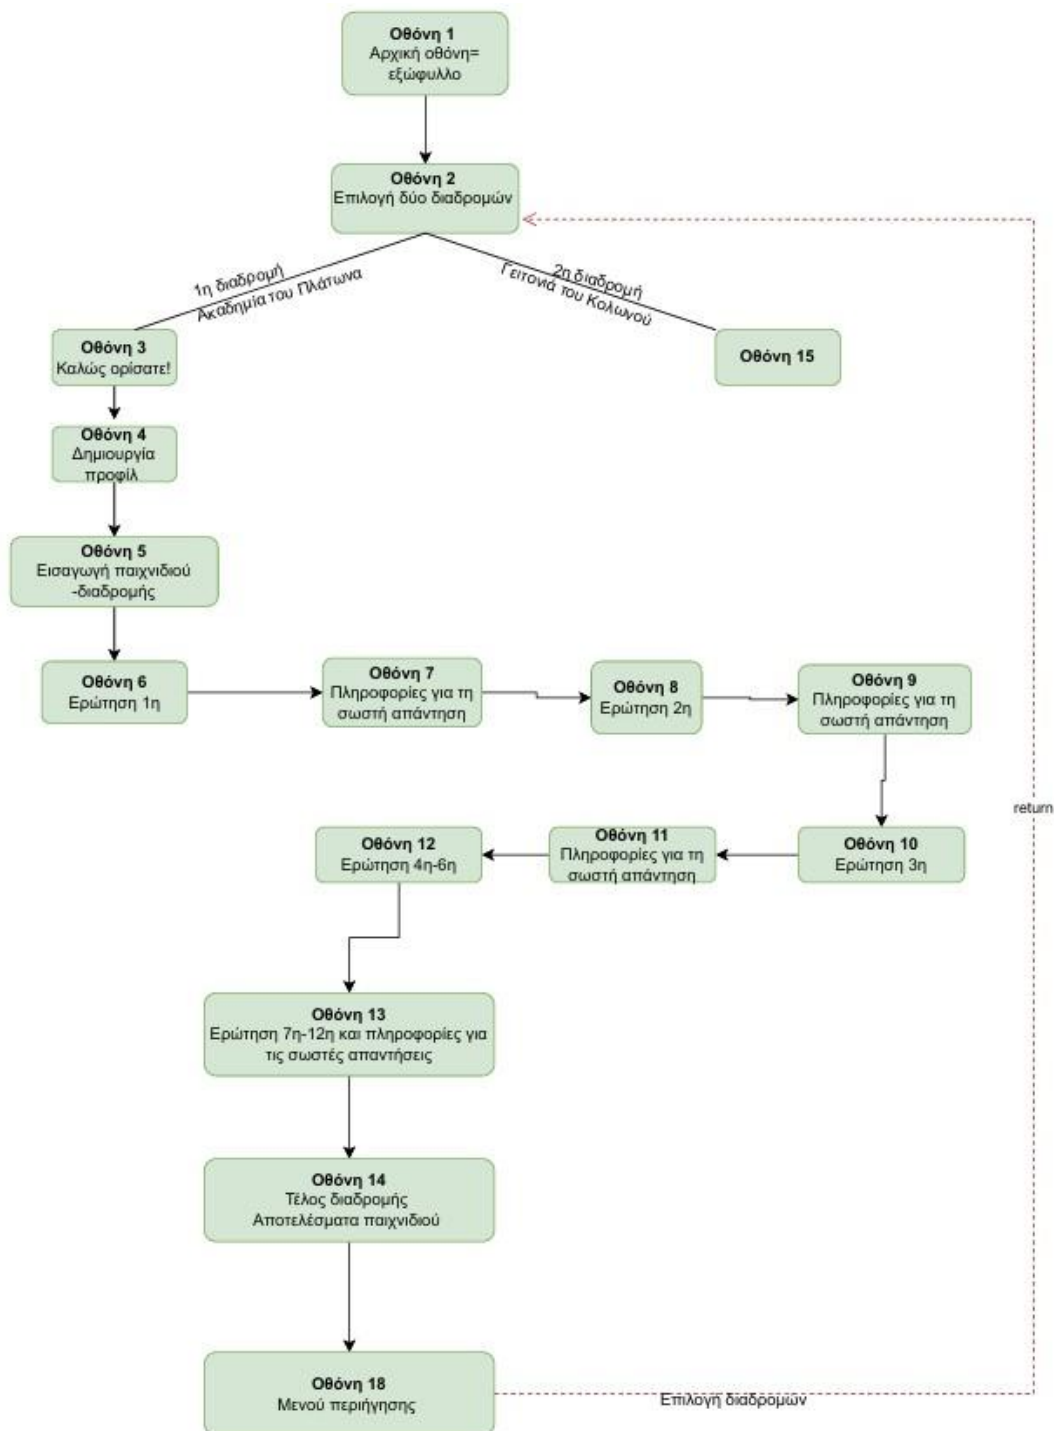 Οθόνη 1
Αρχική οθόνη=
εξώφυλλο
Οθόνη 2
Επιλογή δύο διαδρομών
1η διαδρομή
Ακαδημία του Πλάτωνα
2η διαδρομή
Γειτονιά του Κολωνού
Οθόνη 3
Καλώς ορίσατε!
Οθόνη 15
Οθόνη 4
Δημιουργία
προφίλ
Οθόνη 5
Εισαγωγή παιχνιδιού
-διαδρομής
Οθόνη 6
Ερώτηση 1η
Οθόνη 7
Πληροφορίες για τη
σωστή απάντηση
Οθόνη 8
Ερώτηση 2η
Οθόνη 9
Πληροφορίες για τη
σωστή απάντηση
return
Οθόνη 10
Ερώτηση 3η
Οθόνη 11
Πληροφορίες για τη
σωστή απάντηση
Οθόνη 12
Ερώτηση 4η-6η
Οθόνη 13
Ερώτηση 7η-12η και πληροφορίες για
τις σωστές απαντήσεις
Οθόνη 14
Τέλος διαδρομής
Αποτελέσματα παιχνιδιού
Οθόνη 18
Μενού περιήγησης
Επιλογή διαδρομών